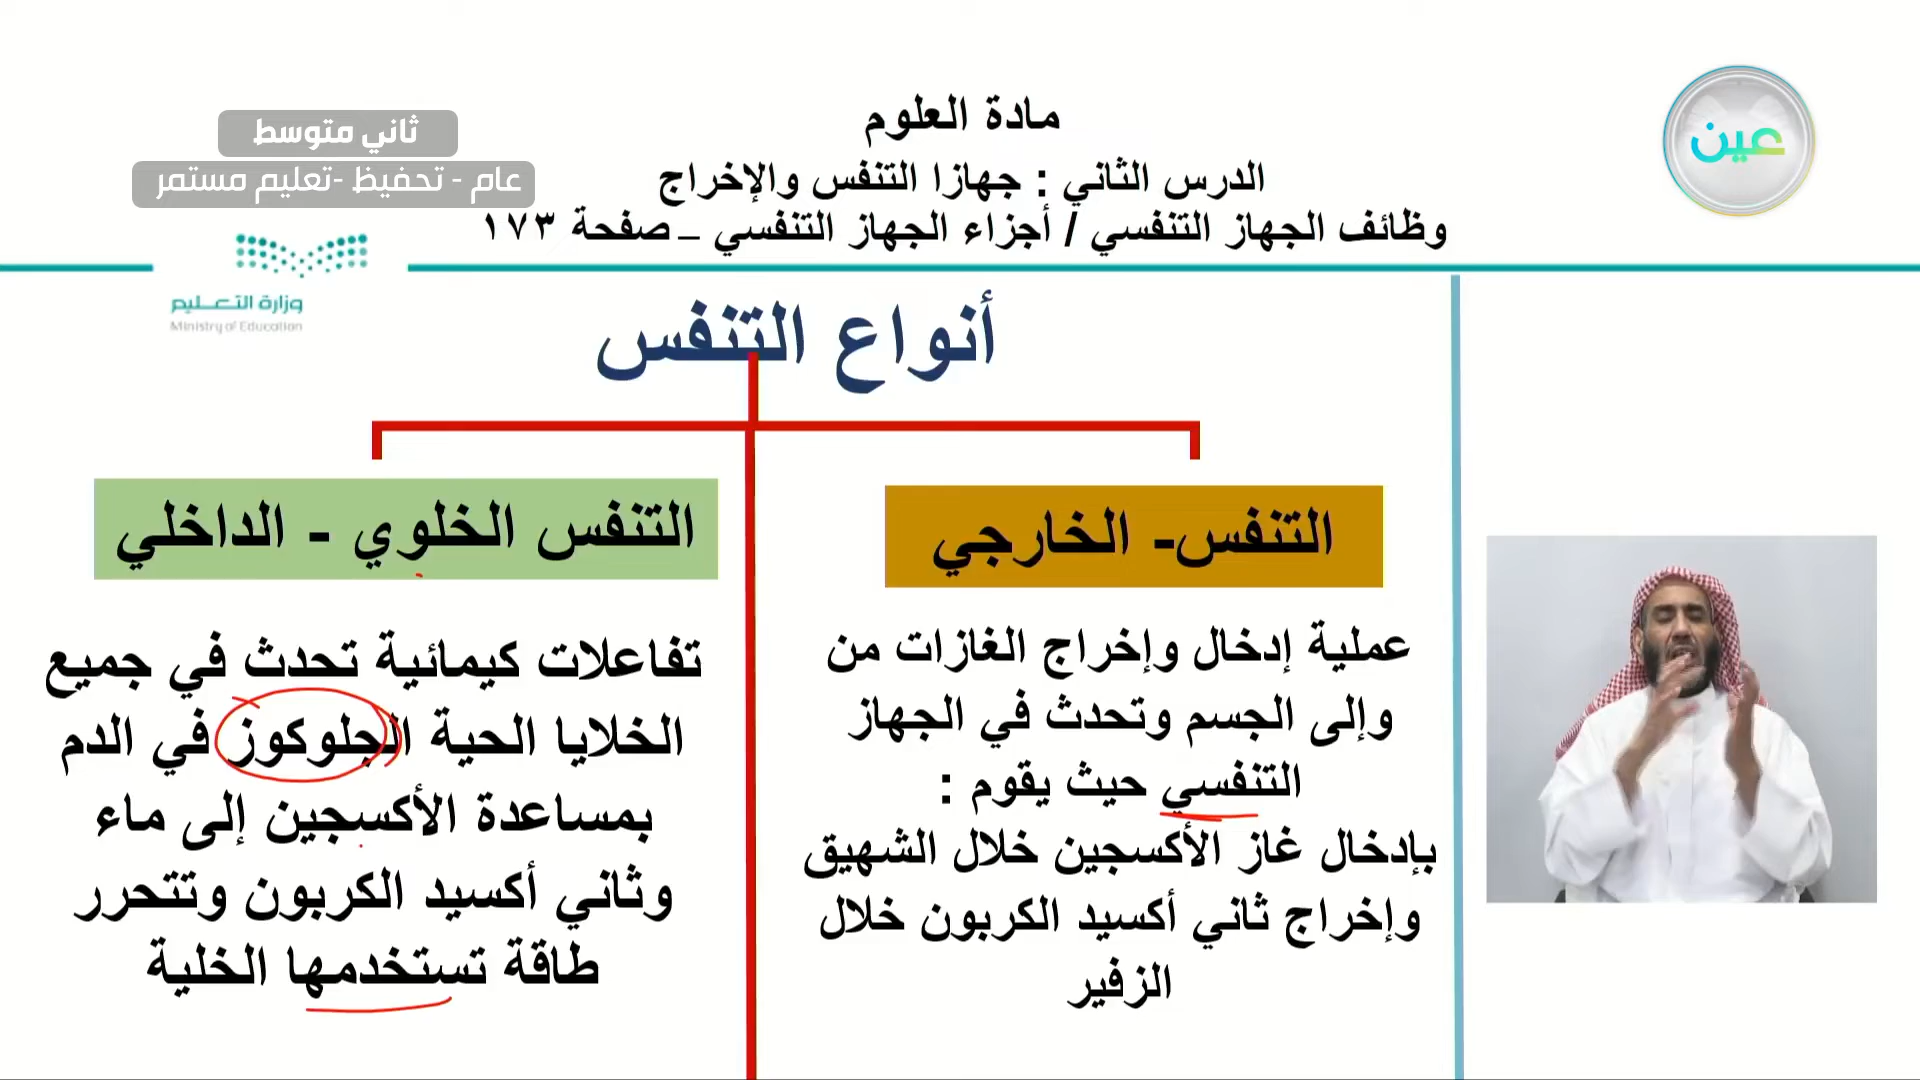 مادة العلوم
الدرس الثاني : جهازا التنفس والإخراج
وظائف الجهاز التنفسي / أجزاء الجهاز التنفسي – صفحة ١٧٣
عين
ثاني متوسط
عام - تحفيظ -تعليم مستمر
وزارة التعـليم
Ministry of Education
أنواع التنفس
التنفس- الخارجي
عملية إدخال وإخراج الغازات من
وإلى الجسم وتحدث في الجهاز
التنفسي حيث يقوم :
بإدخال غاز الأكسجين خلال الشهيق
وإخراج ثاني أكسيد الكربون خلال
الزفير
التنفس الخلوي - الداخلي
تفاعلات كيمائية تحدث في جميع
الخلايا الحية الجلوكوز في الدم
بمساعدة الأكسجين إلى ماء
وثاني أكسيد الكربون وتتحرر
طاقة تستخدمها الخلية